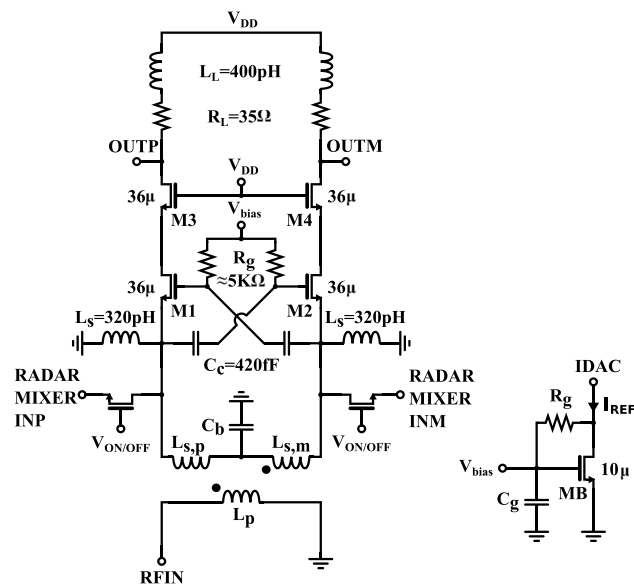 V_DD
L_L=400pH
R_L=35Ω
OUTP
OUTM
V_DD
36µ
36µ
M3
M4
V_bias
R_g
≈5KΩ
36µ
36µ
M1
M2
L_s=320pH
L_s=320pH
C_c=420fF
RADAR
MIXER
INP
RADAR
MIXER
INM
V_ON/OFF
V_ON/OFF
C_b
L_s,p
L_s,m
L_p
RFIN
IDAC
R_g
I_REF
V_bias
10µ
MB
C_g